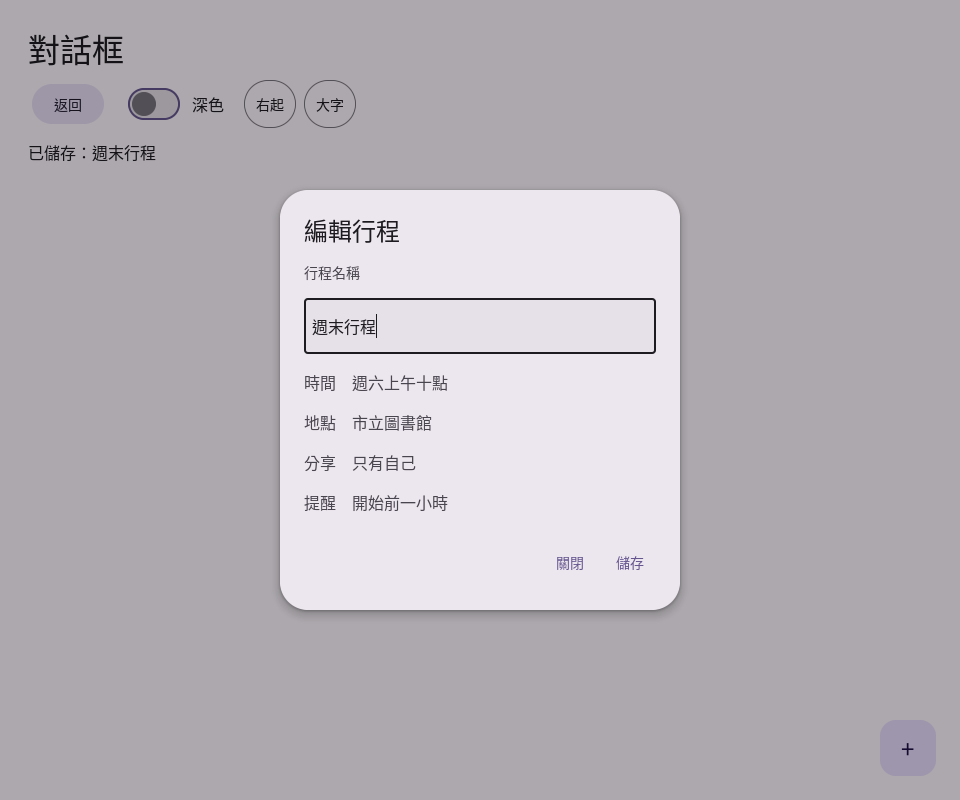 對話框
返回 深色 右起 大字
已儲存：週末行程
編輯行程
行程名稱
週末行程
時間 週六上午十點
地點 市立圖書館
分享 只有自己
提醒 開始前一小時
關閉 儲存
+